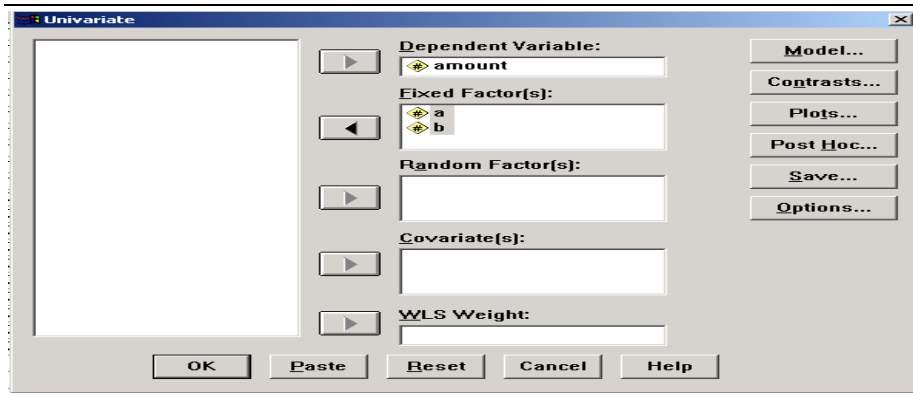 Univariate
Dependent Variable:
amount
Fixed Factor(s):
a
b
Random Factor(s):
Covariate(s):
WLS Weight:
Model...
Contrasts...
Plots...
Post Hoc...
Save...
Options...
OK
Paste
Reset
Cancel
Help